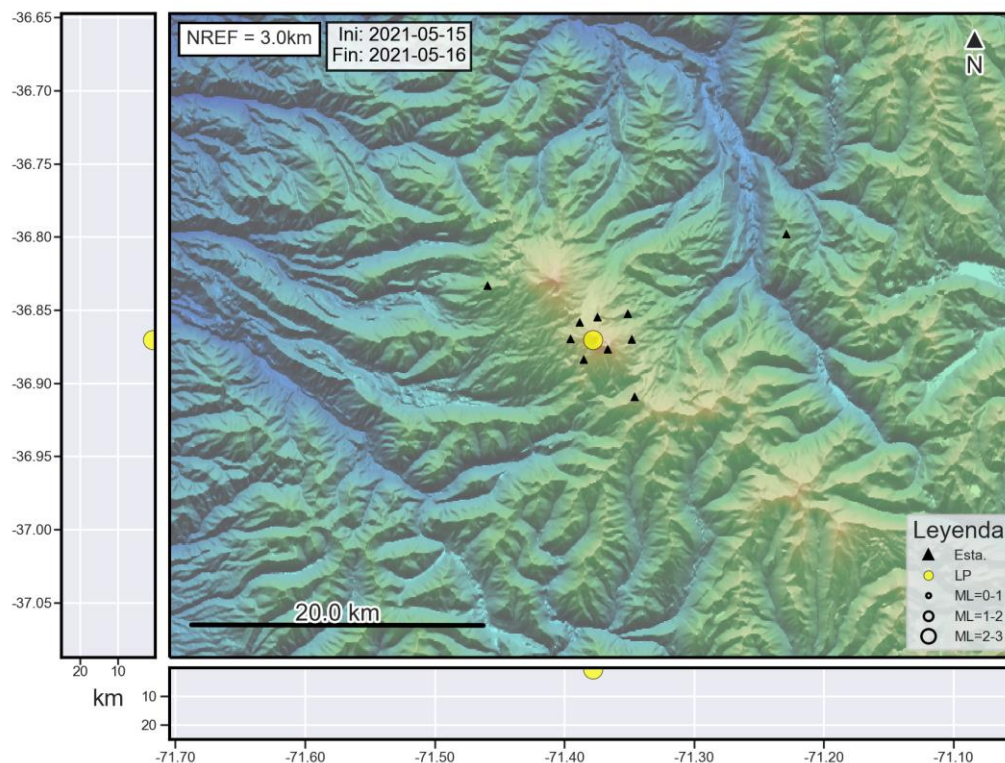 -36.65
-36.70
-36.75
-36.80
-36.85
-36.90
-36.95
-37.00
-37.05
NREF = 3.0km
Ini: 2021-05-15
Fin: 2021-05-16
N
20.0 km
Leyenda
Esta.
LP
ML=0-1
ML=1-2
ML=2-3
20 10
km
10
20
-71.70 -71.60 -71.50 -71.40 -71.30 -71.20 -71.10